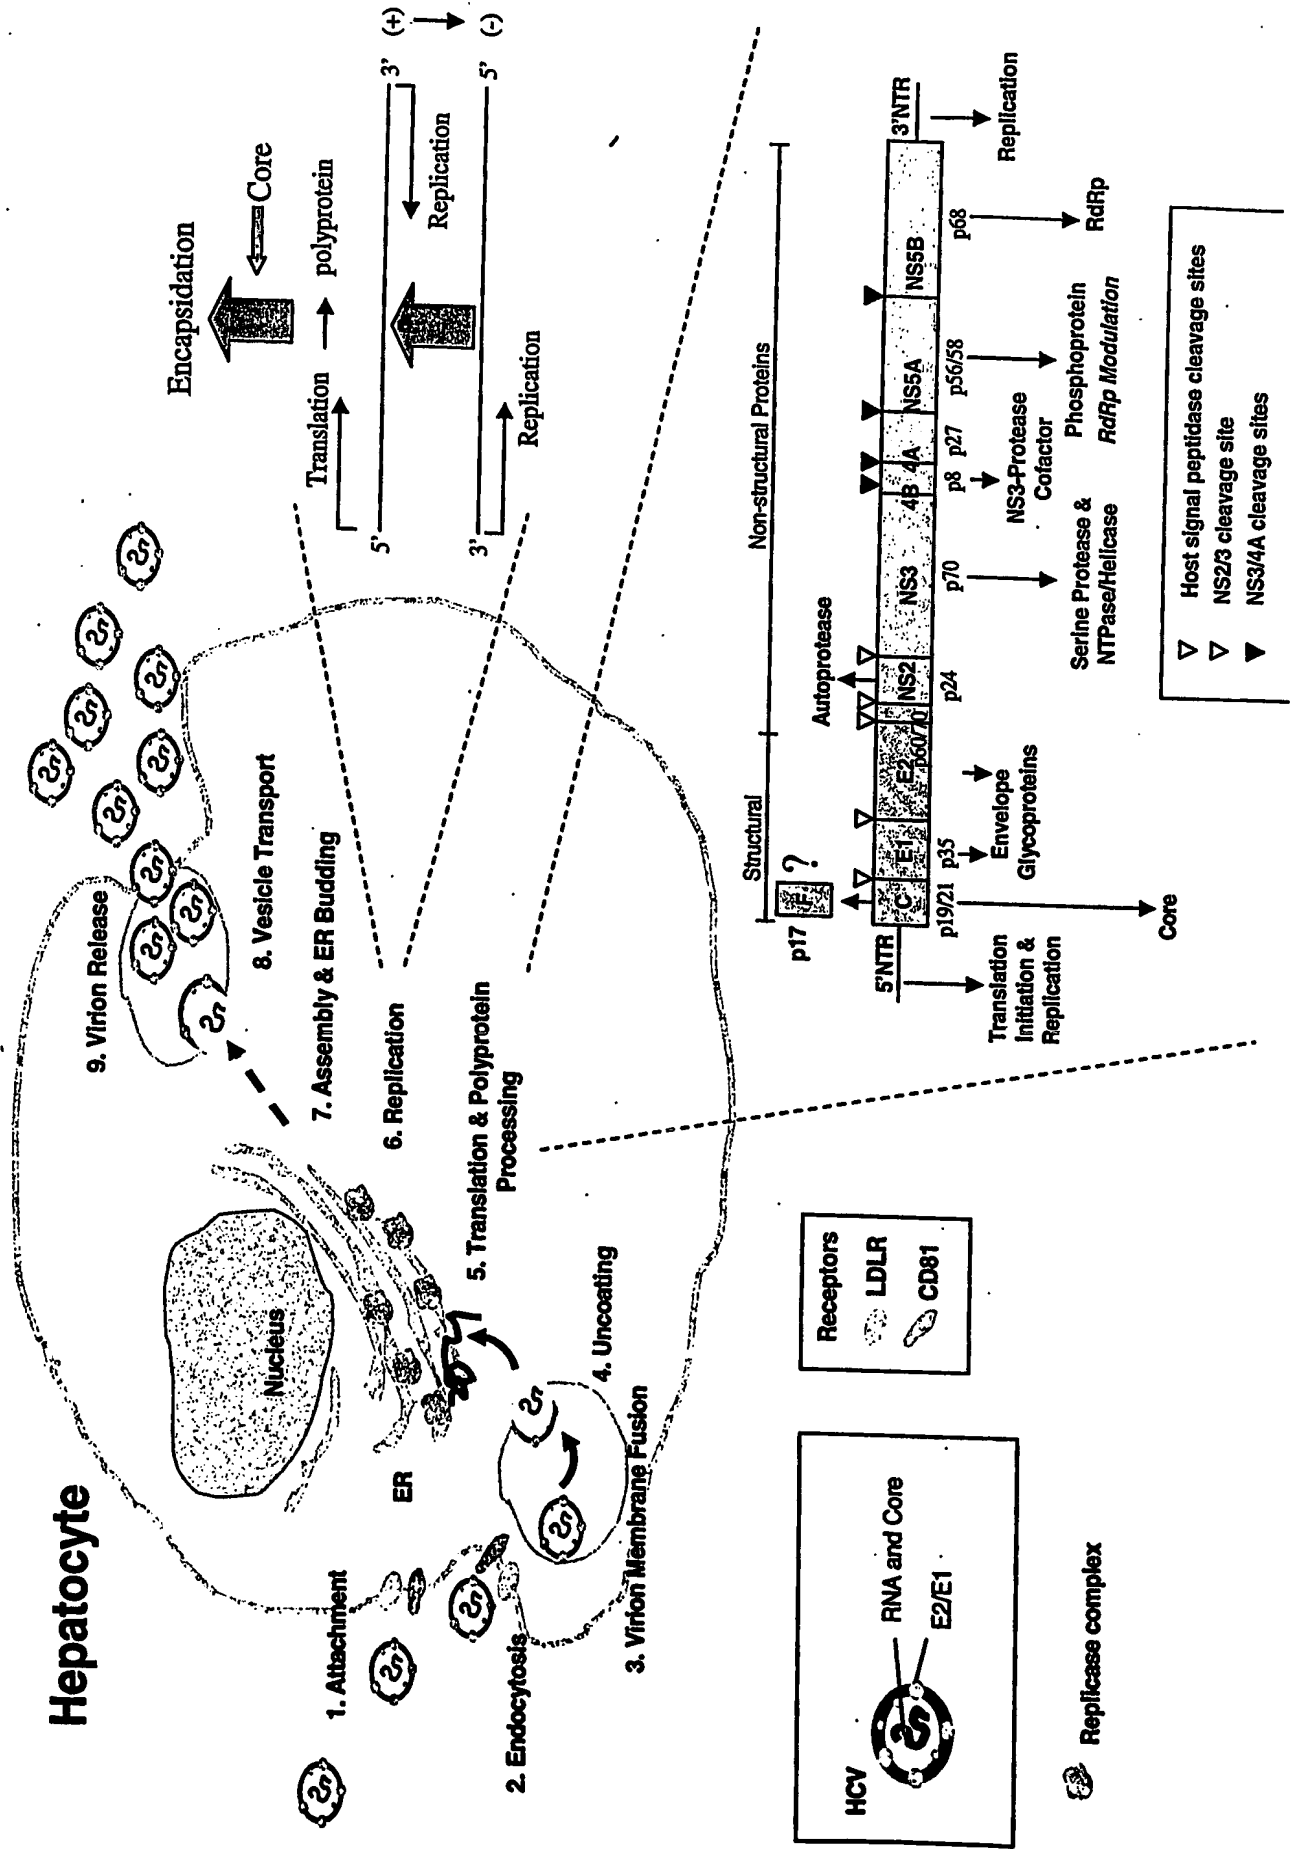 Hepatocyte
1. Attachment
2. Endocytosis
3. Virion Membrane Fusion
4. Uncoating
5. Translation & Polyprotein
Processing
6. Replication
7. Assembly & ER Budding
8. Vesicle Transport
9. Virion Release
Nucleus
ER
Encapsidation
Core
Translation
polyprotein
5'
3'
(+)
Replication
3'
5'
(-)
Replication
HCV
RNA and Core
E2/E1
Replicase complex
Receptors
LDLR
CD81
Structural
Non-structural Proteins
p17
F
?
Autoprotease
5'NTR
C
E1
E2
p60/70
NS2
NS3
4B
4A
NS5A
NS5B
3'NTR
p19/21
p35
p24
p70
p8
p27
p56/58
p68
Translation
Initiation &
Replication
Core
Envelope
Glycoproteins
Serine Protease &
NTPase/Helicase
NS3-Protease
Cofactor
Phosphoprotein
RdRp Modulation
RdRp
Replication
Host signal peptidase cleavage sites
NS2/3 cleavage site
NS3/4A cleavage sites